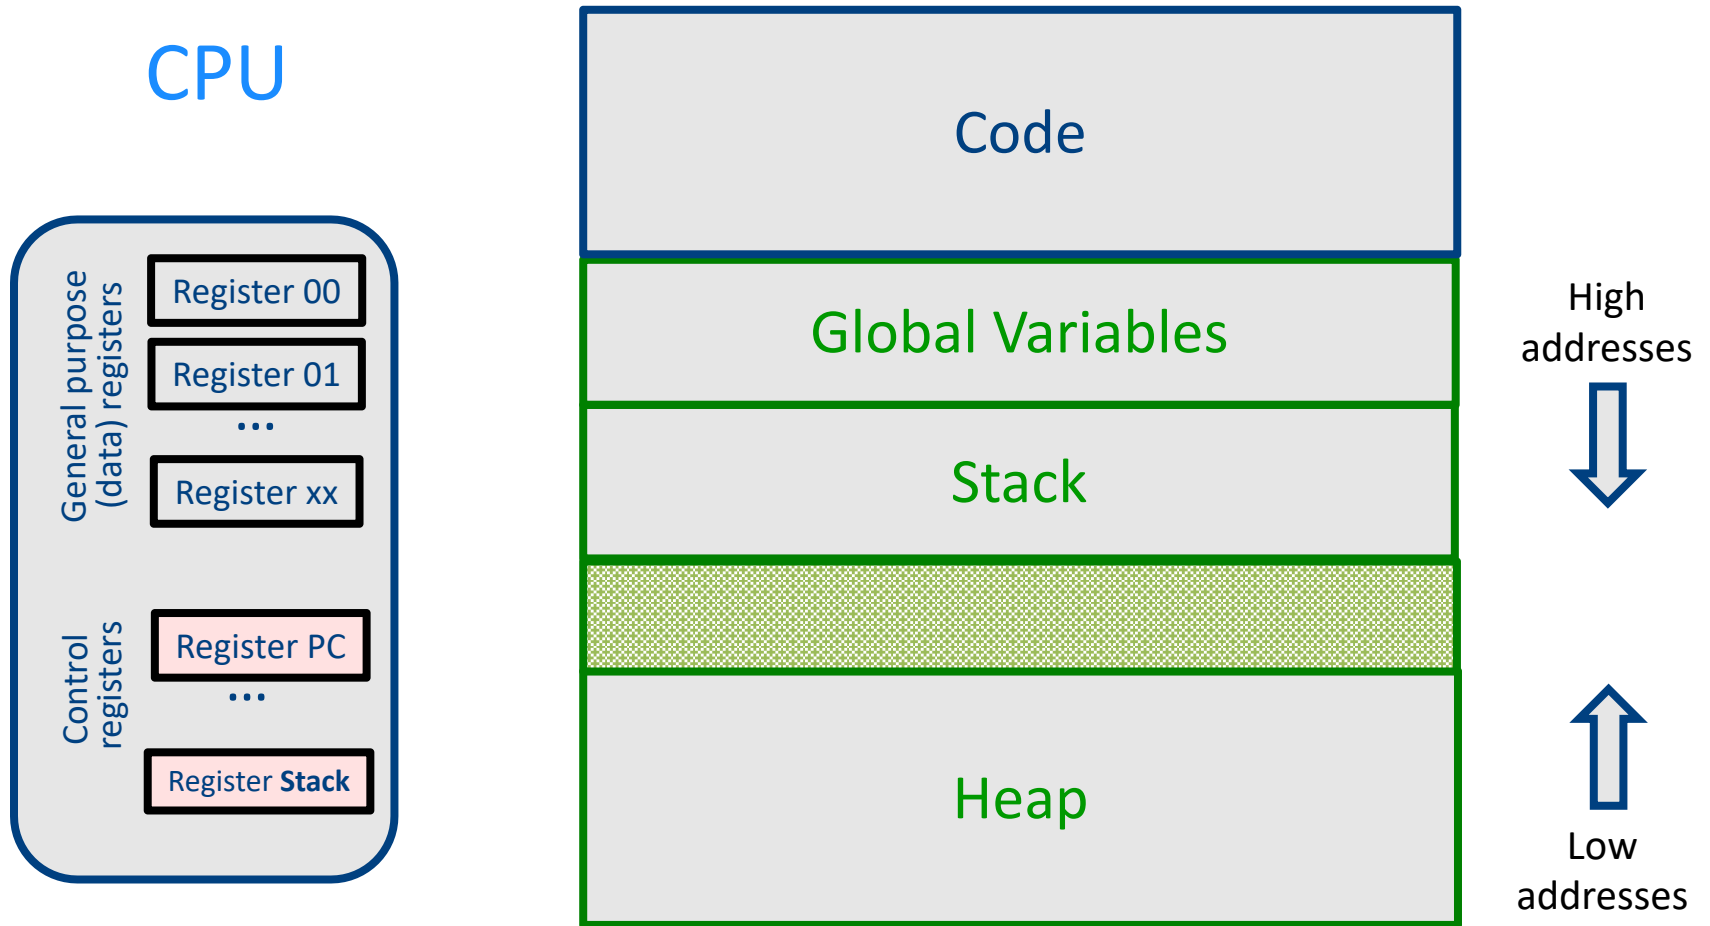 CPU
General purpose
(data) registers
Register 00
Register 01
...
Register xx
Control
registers
Register PC
...
Register Stack
Code
Global Variables
Stack
Heap
High
addresses
Low
addresses